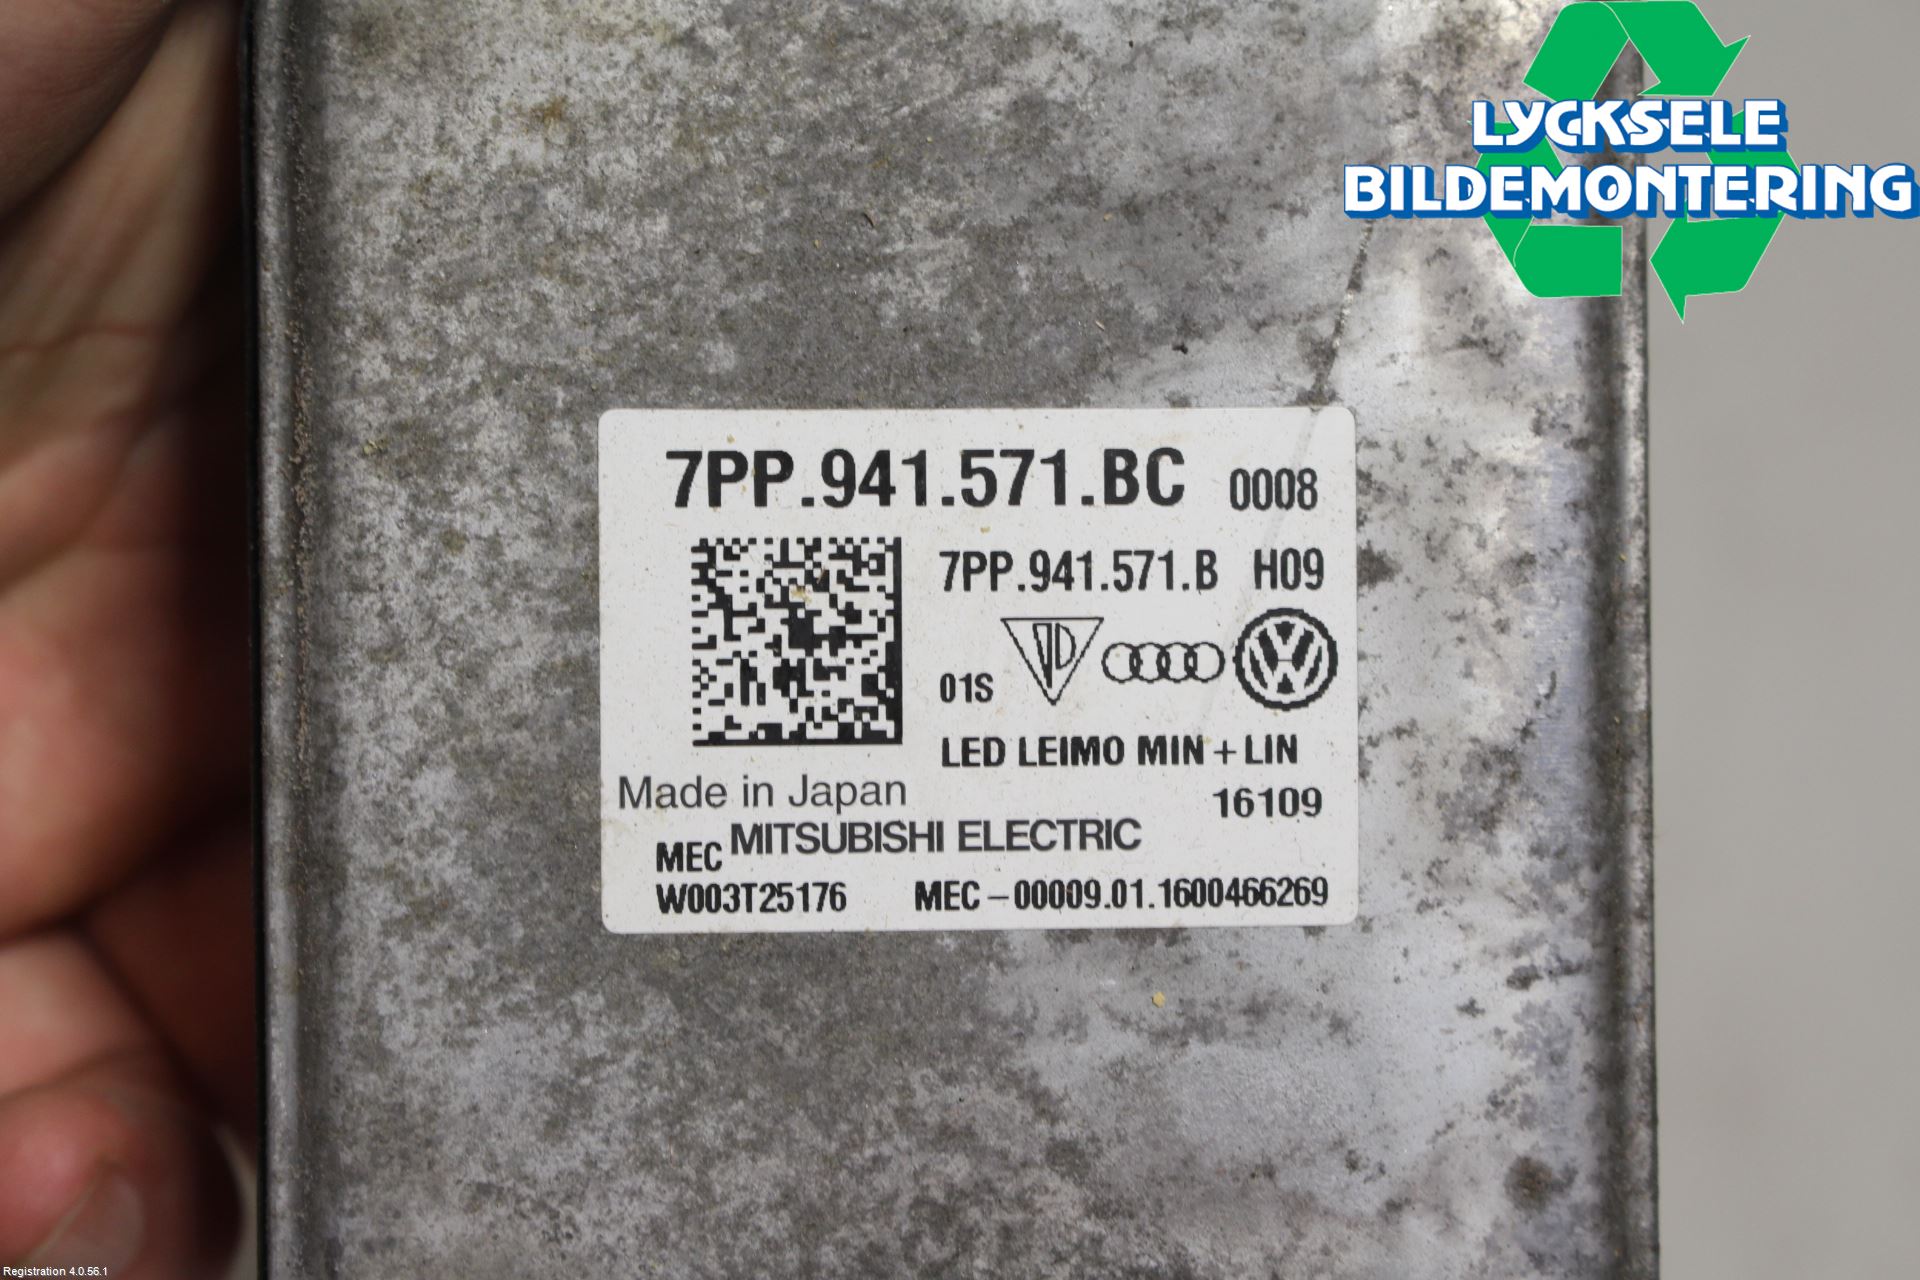 LYCKSELE
BILDEMONTERING
7PP.941.571.BC 0008
7PP.941.571.B H09
01S
LED LEIMO MIN + LIN
Made in Japan 16109
MEC MITSUBISHI ELECTRIC
W003T25176 MEC - 00009.01.1600466269
Registration 4.0.56.1